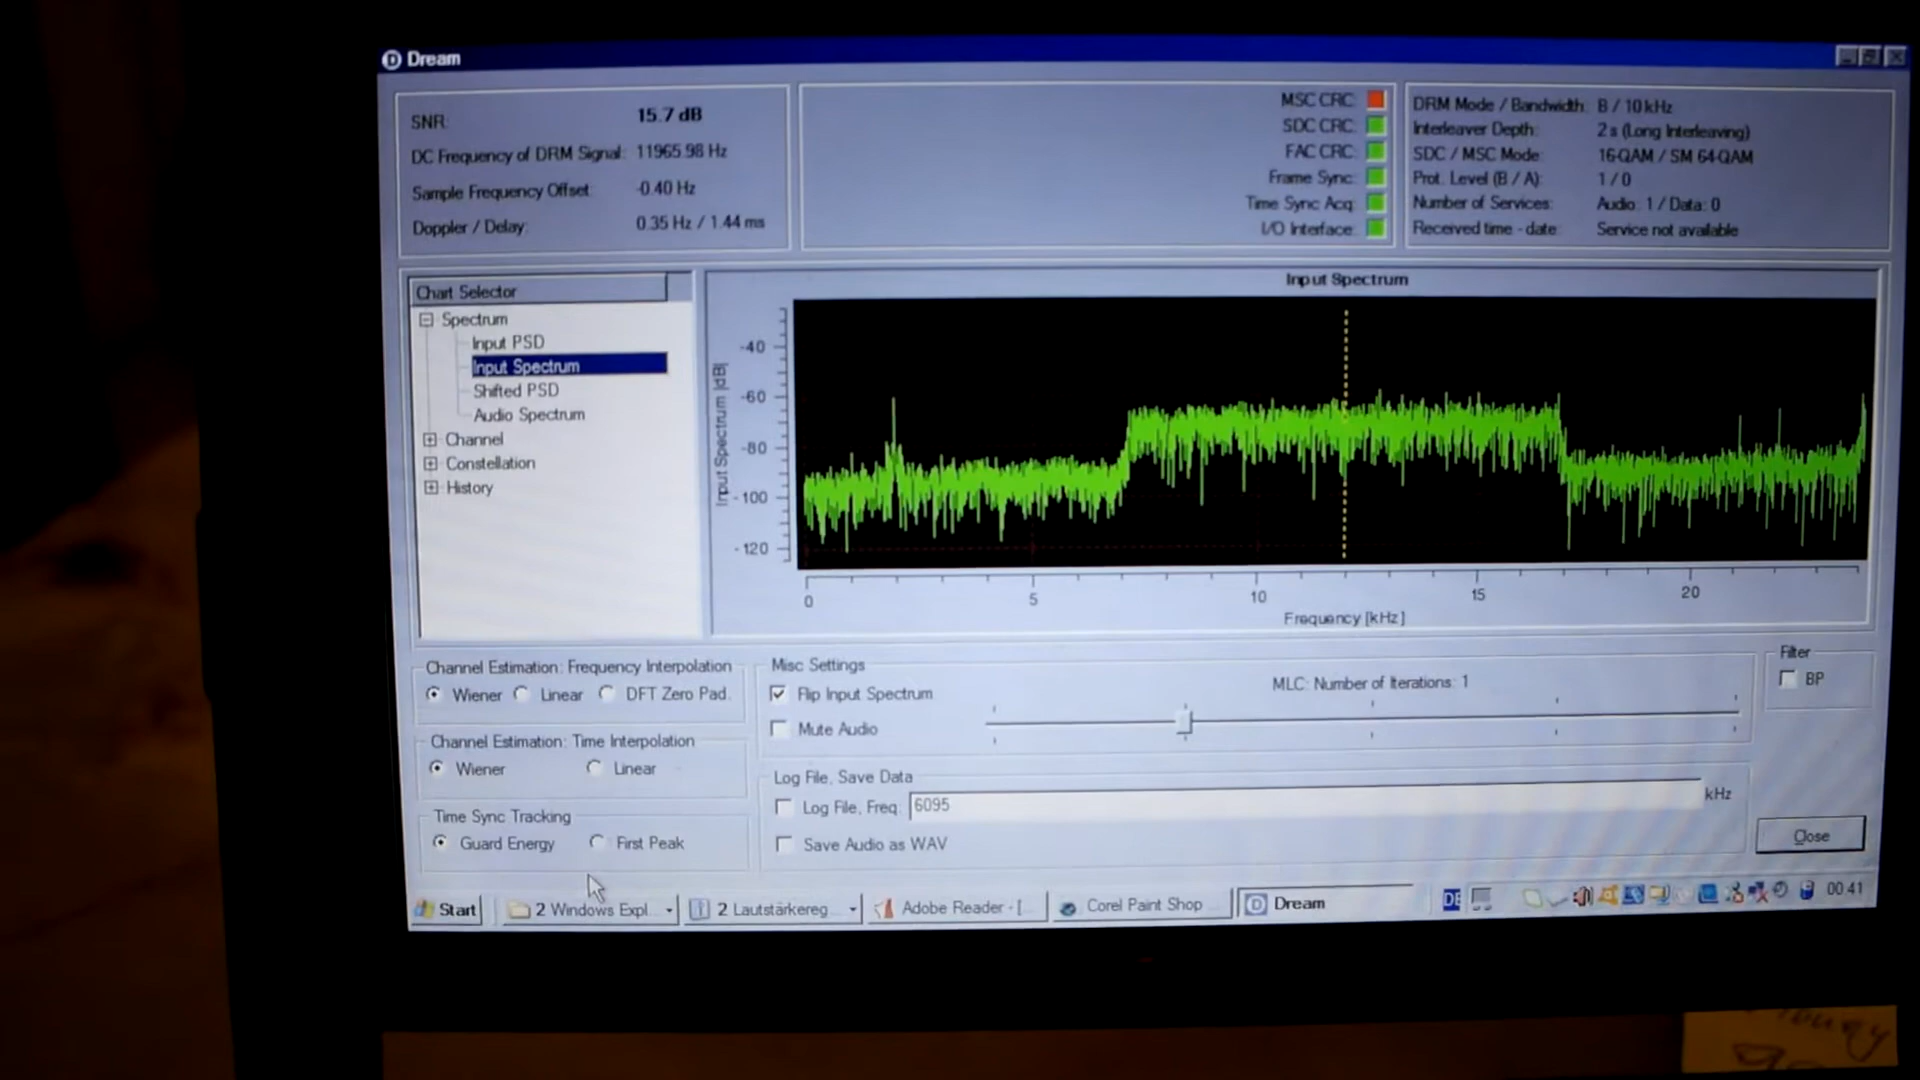 Dream
SNR: 15.7 dB
DC Frequency of DRM Signal: 11965.98 Hz
Sample Frequency Offset: -0.40 Hz
Doppler / Delay: 0.35 Hz / 1.44 ms
MSC CRC:
SDC CRC:
FAC CRC:
Frame Sync:
Time Sync Acq:
I/O Interface:
DRM Mode / Bandwidth: B / 10 kHz
Interleaver Depth: 2 s (Long Interleaving)
SDC / MSC Mode: 16-QAM / SM 64-QAM
Prot. Level (B / A): 1 / 0
Number of Services: Audio: 1 / Data: 0
Received time - date: Service not available
Chart Selector
Spectrum
Input PSD
Input Spectrum
Shifted PSD
Audio Spectrum
Channel
Constellation
History
Input Spectrum
Input Spectrum [dB]
-40
-60
-80
-100
-120
0 5 10 15 20
Frequency [kHz]
Channel Estimation: Frequency Interpolation
Wiener Linear DFT Zero Pad.
Channel Estimation: Time Interpolation
Wiener Linear
Time Sync Tracking
Guard Energy First Peak
Misc Settings
Flip Input Spectrum
Mute Audio
MLC: Number of Iterations: 1
Log File, Save Data
Log File, Freq: 6095 kHz
Save Audio as WAV
Filter
BP
Close
Start 2 Windows Expl... 2 Lautstärkereg... Adobe Reader - [... Corel Paint Shop ... Dream DE 00:41